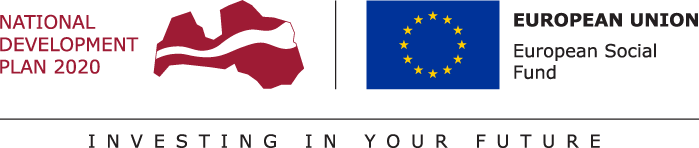 NATIONAL
DEVELOPMENT
PLAN 2020
EUROPEAN UNION
European Social
Fund
INVESTING IN YOUR FUTURE